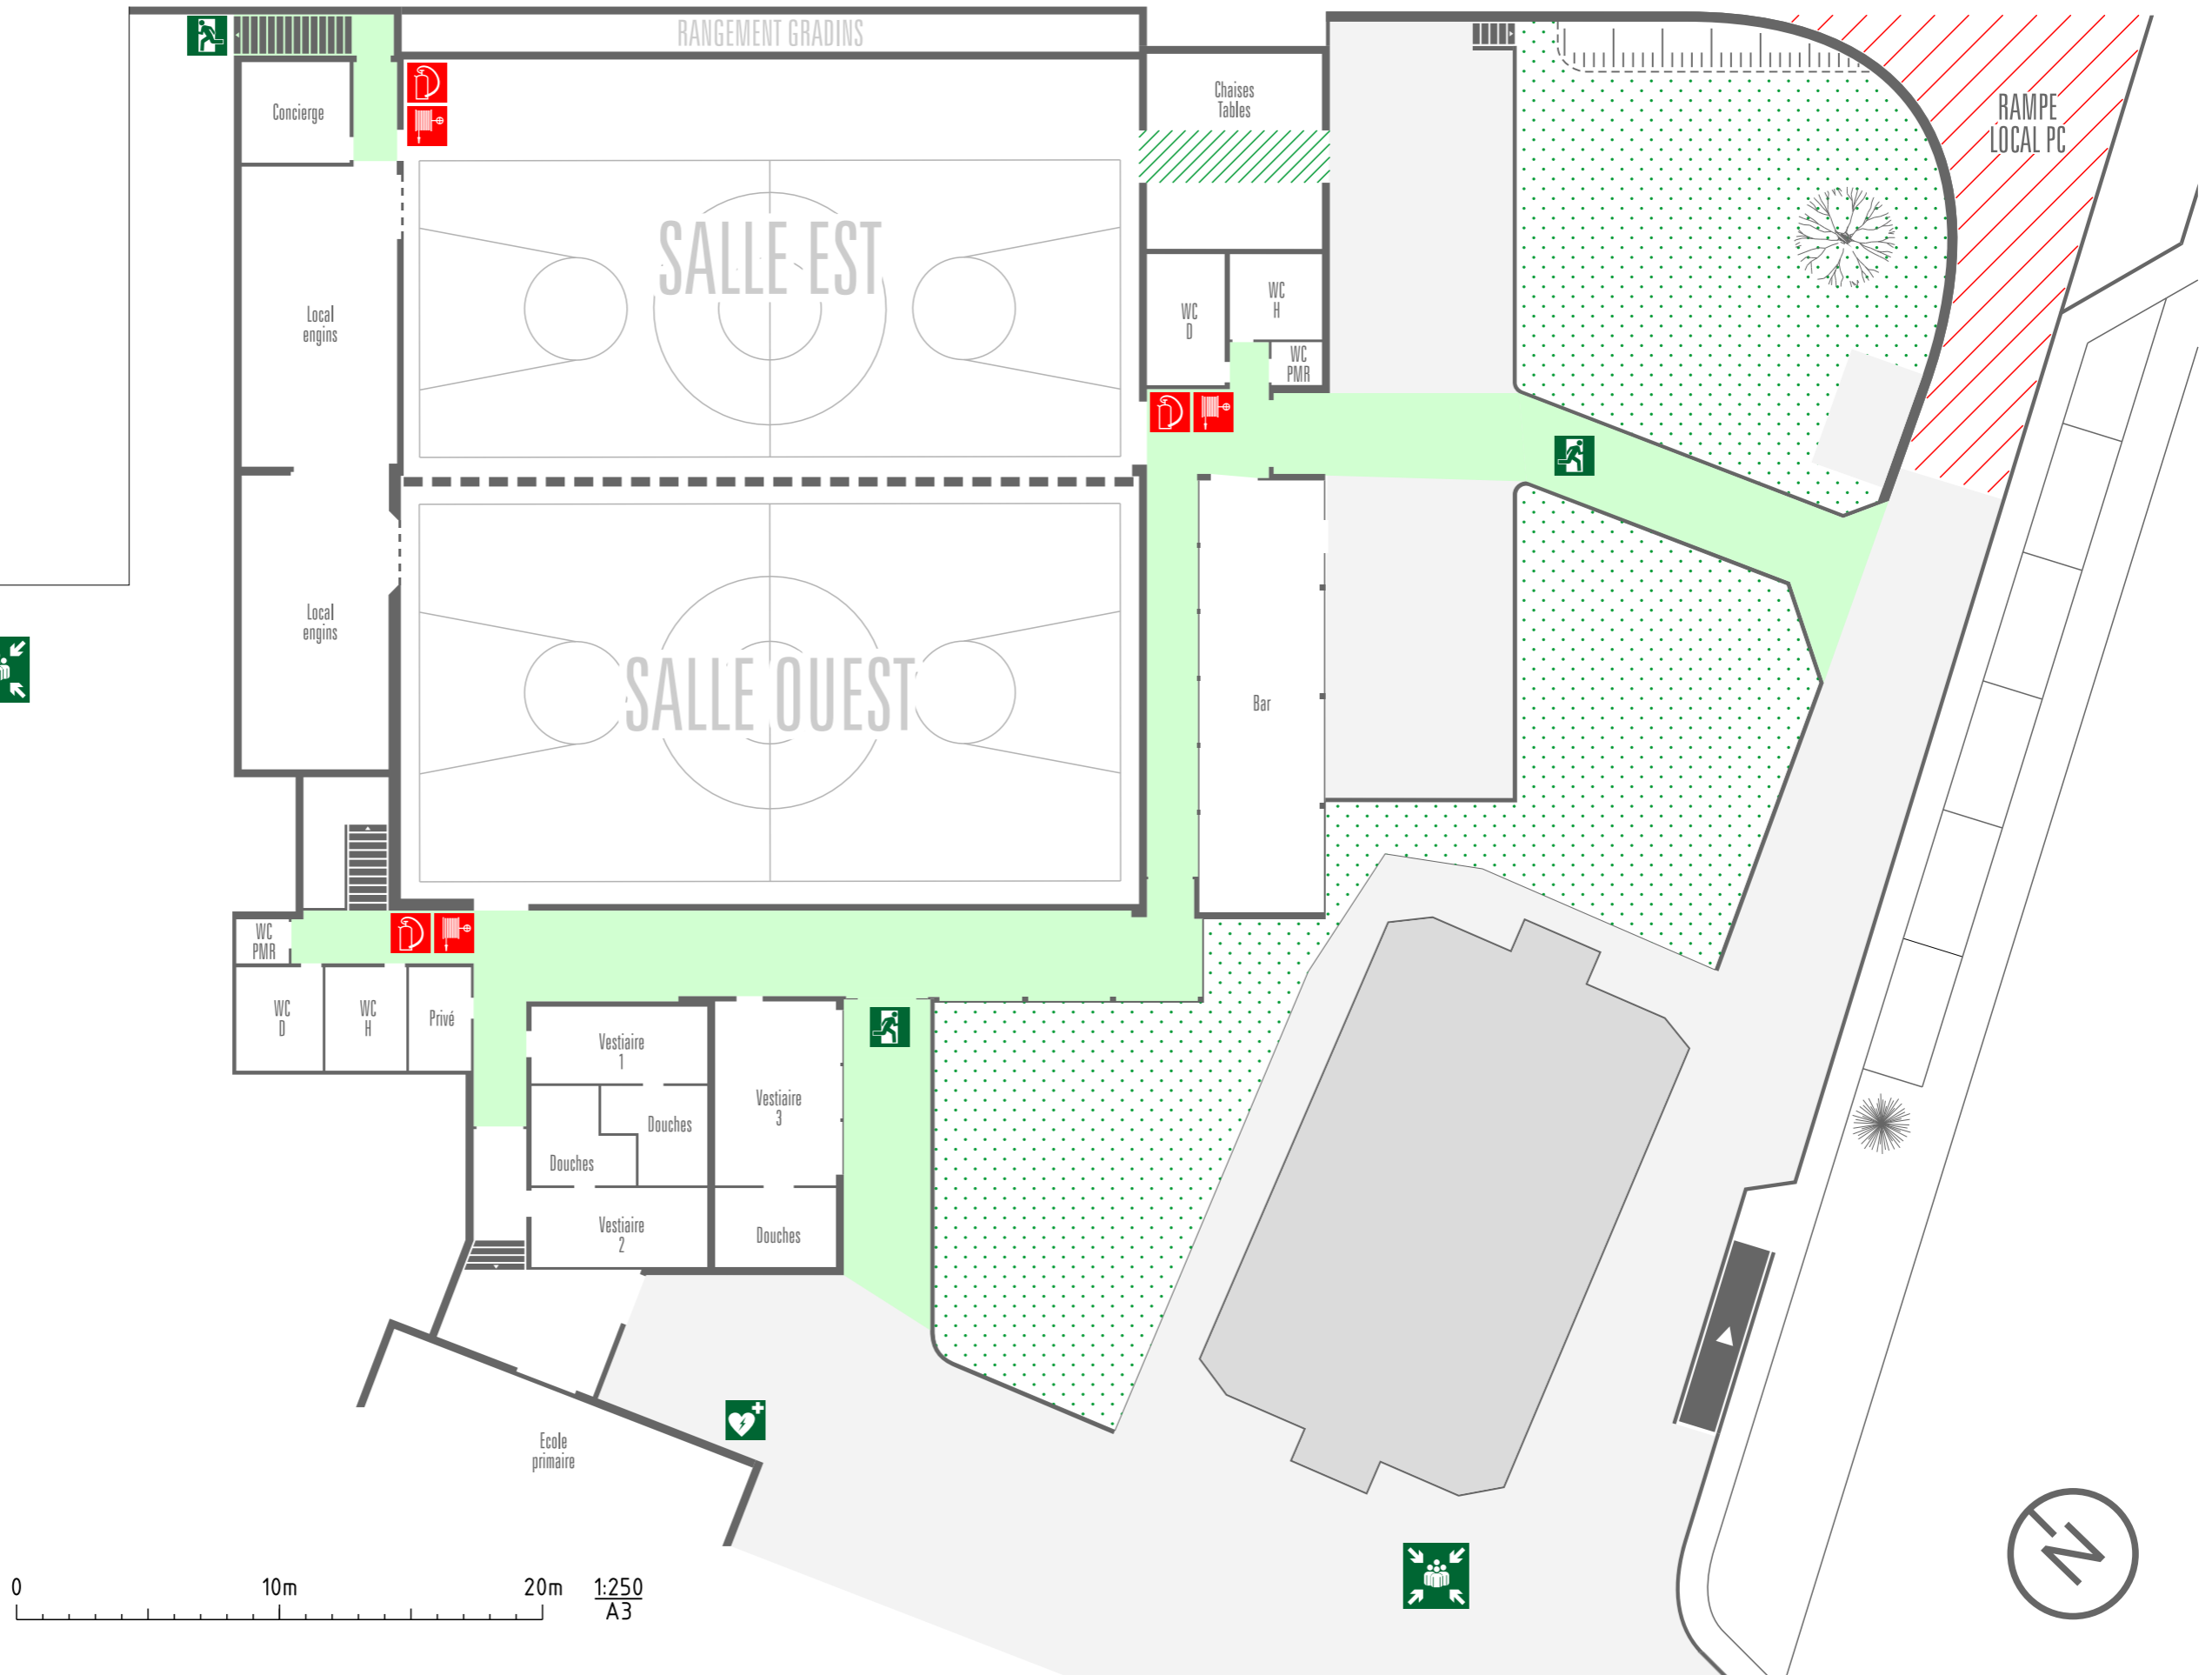 RANGEMENT GRADINS
Chaises
Tables
RAMPE
LOCAL PC
Concierge
SALLE EST
Local
engins
WC
D
WC
H
WC
PMR
Local
engins
SALLE OUEST
Bar
WC
PMR
WC
D
WC
H
Privé
Vestiaire
1
Vestiaire
3
Douches
Douches
Vestiaire
2
Douches
Ecole
primaire
0
10m
20m
1:250
A3
N